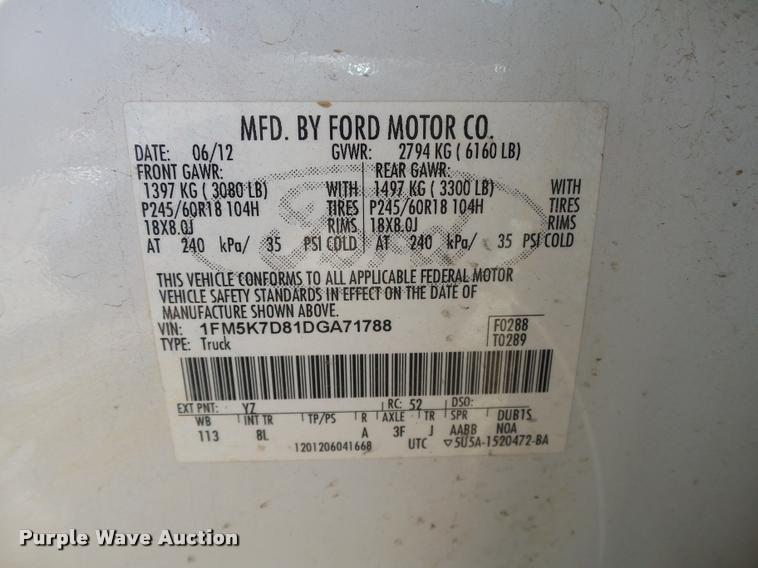 MFD. BY FORD MOTOR CO.
DATE: 06/12 GVWR: 2794 KG ( 6160 LB)
FRONT GAWR: REAR GAWR:
1397 KG ( 3080 LB) WITH 1497 KG ( 3300 LB) WITH
P245/60R18 104H TIRES P245/60R18 104H TIRES
18X8.0J RIMS 18X8.0J RIMS
AT 240 kPa/ 35 PSI COLD AT 240 kPa/ 35 PSI COLD
Ford
THIS VEHICLE CONFORMS TO ALL APPLICABLE FEDERAL MOTOR
VEHICLE SAFETY STANDARDS IN EFFECT ON THE DATE OF
MANUFACTURE SHOWN ABOVE.
VIN: 1FM5K7D81DGA71788 F0288
TYPE: Truck T0289
EXT PNT: YZ RC: 52 DSO:
WB INT TR TP/PS R AXLE TR SPR DUB1S
113 8L A 3F J AABB N0A
1201206041668 UTC ▽5U5A-1520472-BA
Purple Wave Auction